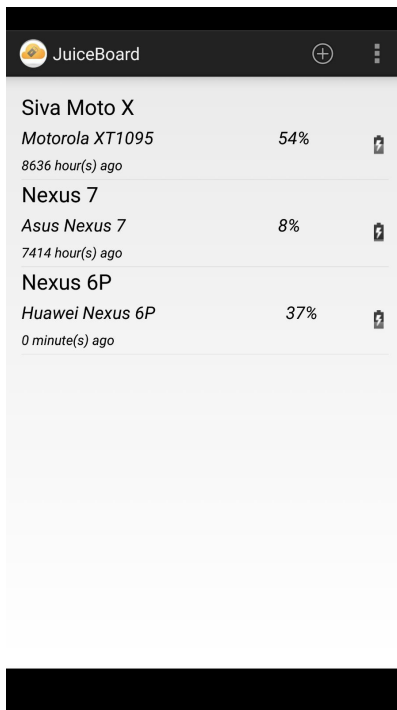 JuiceBoard
Siva Moto X
Motorola XT1095 54%
8636 hour(s) ago
Nexus 7
Asus Nexus 7 8%
7414 hour(s) ago
Nexus 6P
Huawei Nexus 6P 37%
0 minute(s) ago